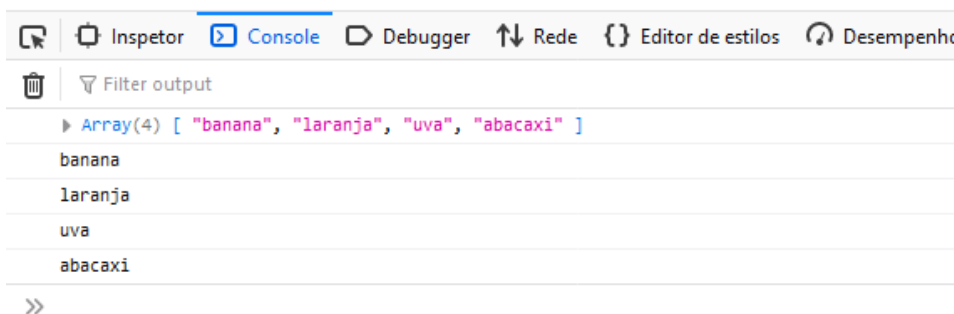 Inspetor Console Debugger Rede {} Editor de estilos Desempenho
Filter output
Array(4) [ "banana", "laranja", "uva", "abacaxi" ]
banana
laranja
uva
abacaxi